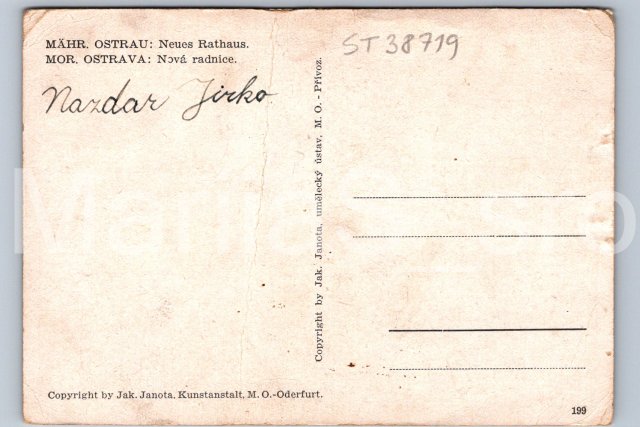 MÄHR. OSTRAU: Neues Rathaus.
MOR. OSTRAVA: Nová radnice.
Nazdar Jirko
ST 38719
Copyright by Jak. Janota, umělecký ústav, M. O. - Přívoz.
Copyright by Jak. Janota, Kunstanstalt, M. O.-Oderfurt.
199